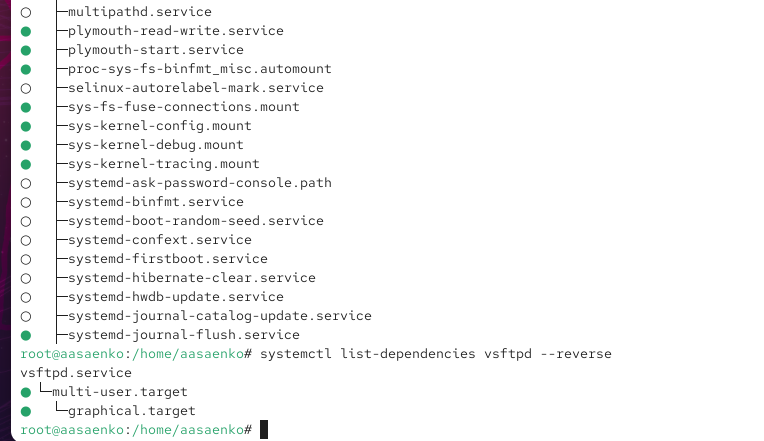 ○   ├─multipathd.service
●   ├─plymouth-read-write.service
●   ├─plymouth-start.service
●   ├─proc-sys-fs-binfmt_misc.automount
○   ├─selinux-autorelabel-mark.service
●   ├─sys-fs-fuse-connections.mount
●   ├─sys-kernel-config.mount
●   ├─sys-kernel-debug.mount
●   ├─sys-kernel-tracing.mount
○   ├─systemd-ask-password-console.path
○   ├─systemd-binfmt.service
○   ├─systemd-boot-random-seed.service
○   ├─systemd-confext.service
○   ├─systemd-firstboot.service
○   ├─systemd-hibernate-clear.service
○   ├─systemd-hwdb-update.service
○   ├─systemd-journal-catalog-update.service
●   ├─systemd-journal-flush.service
root@aasaenko:/home/aasaenko# systemctl list-dependencies vsftpd --reverse
vsftpd.service
● └─multi-user.target
●   └─graphical.target
root@aasaenko:/home/aasaenko#